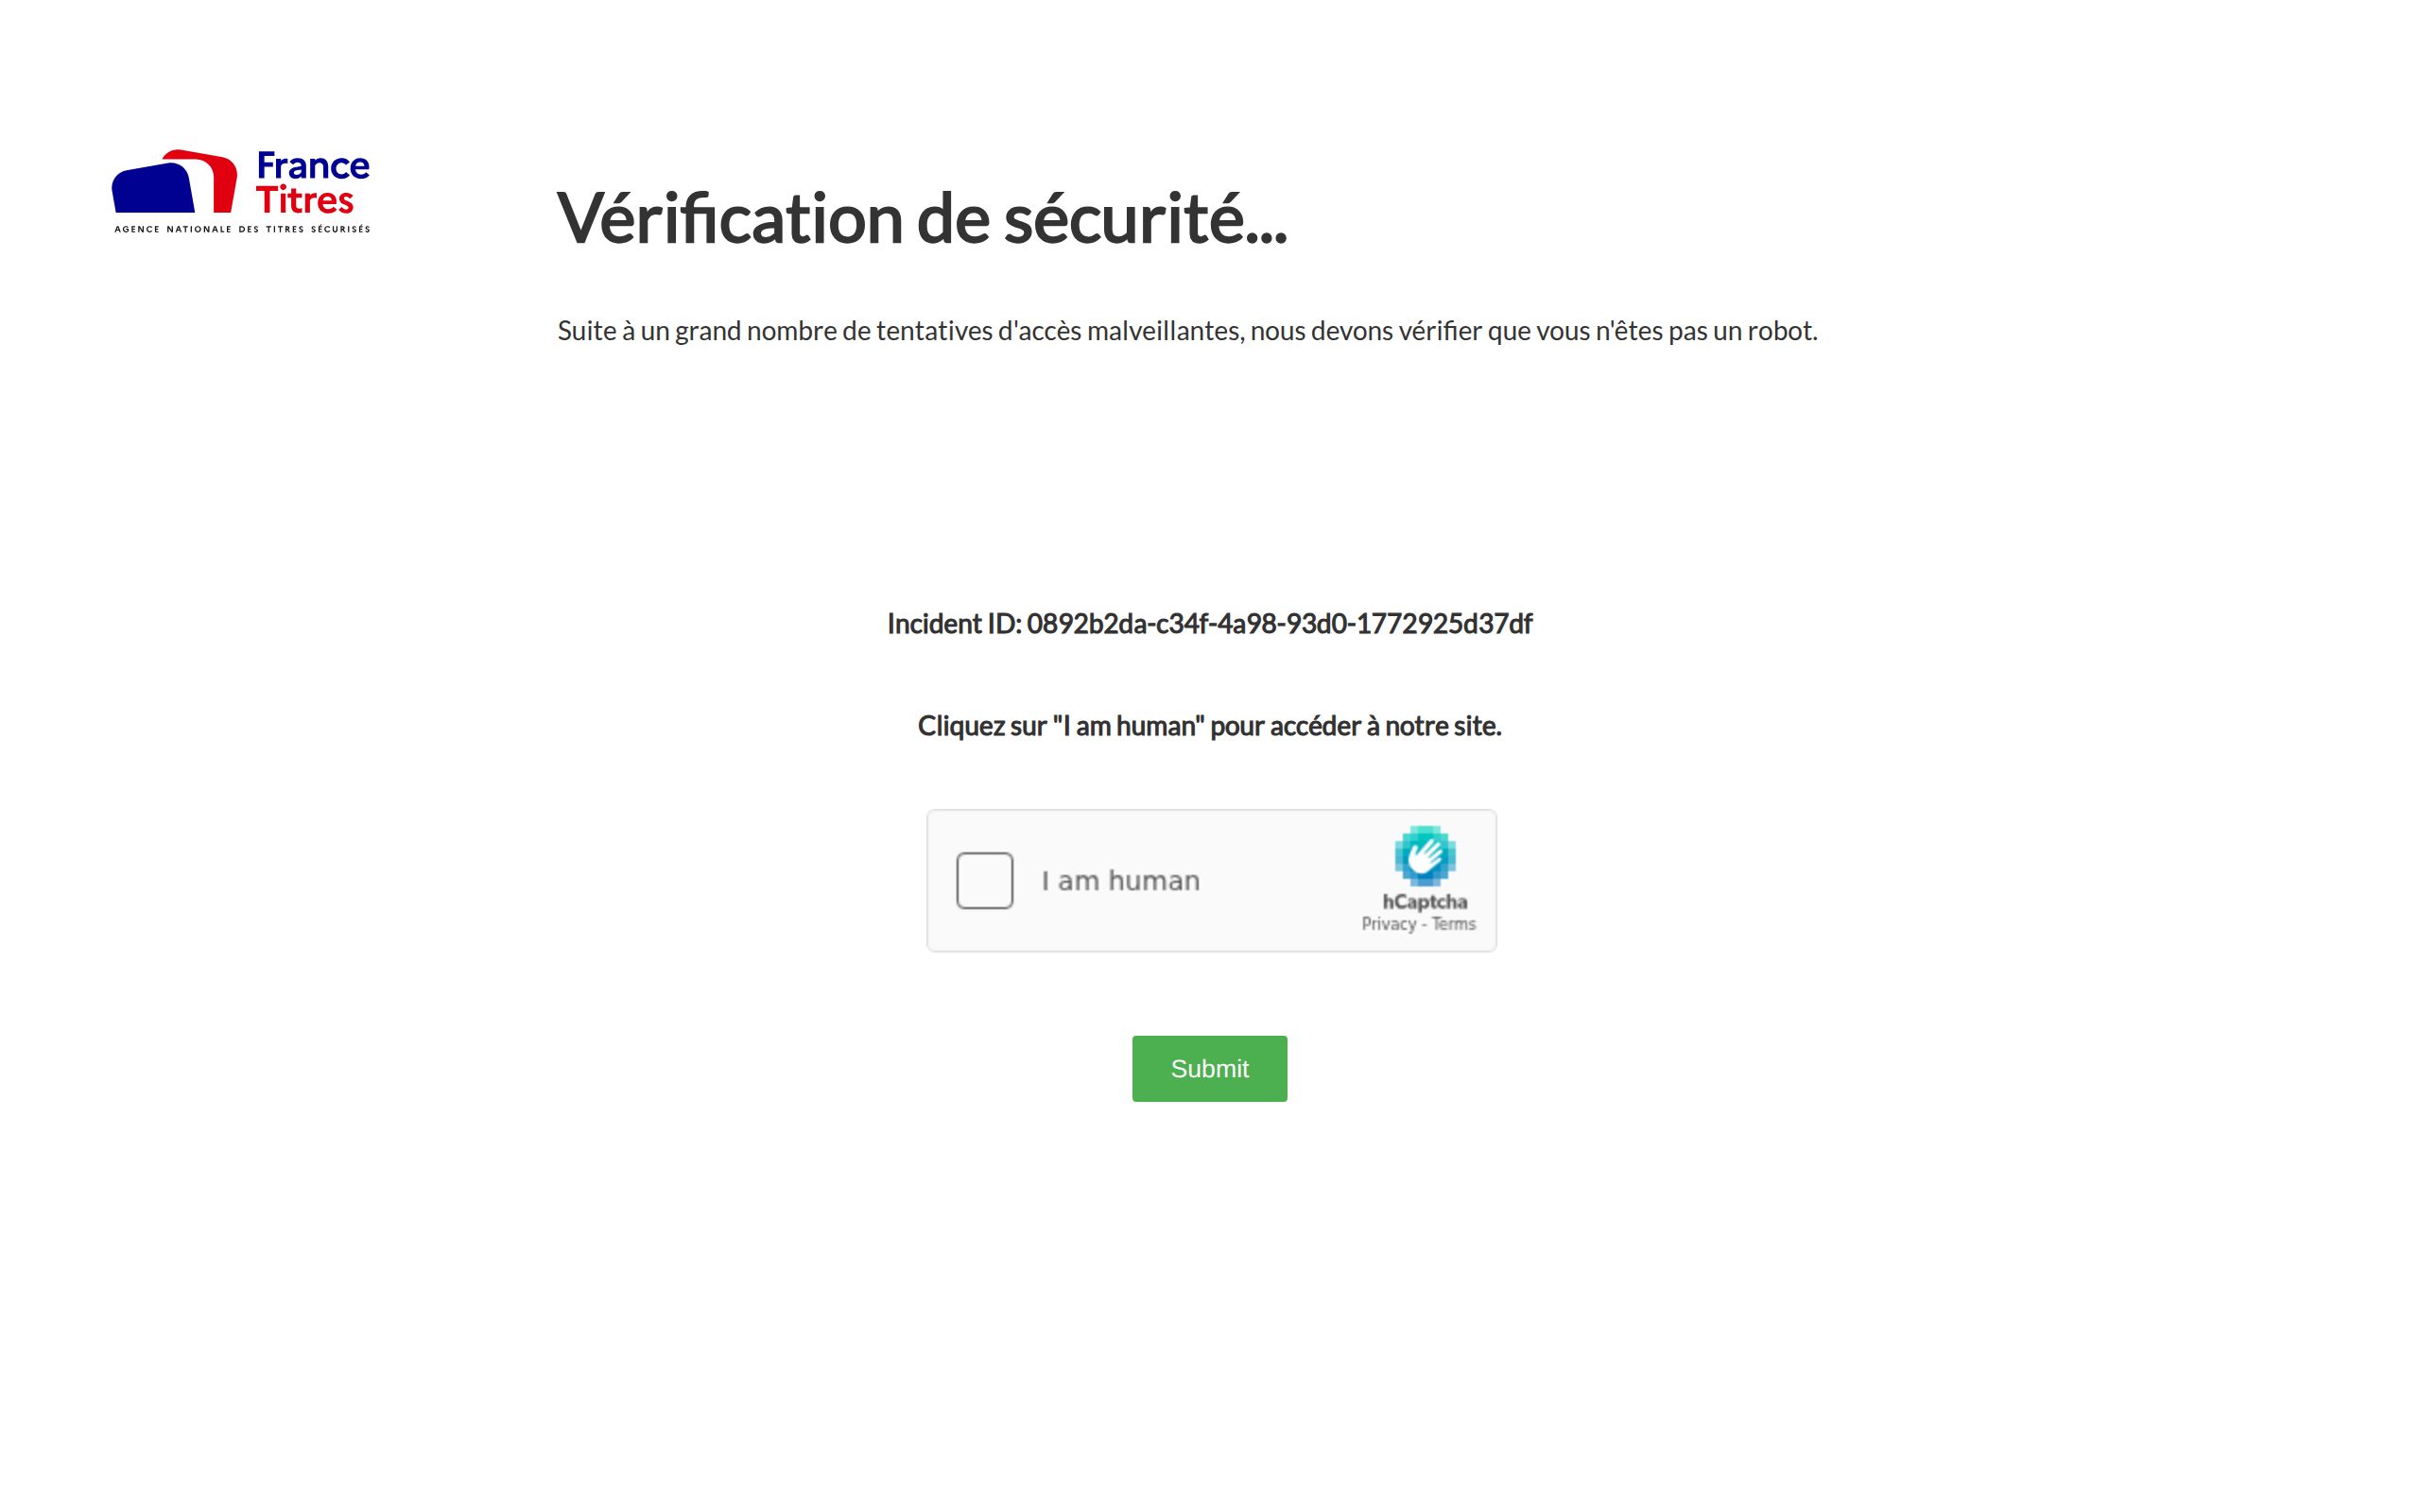 France
Titres
AGENCE NATIONALE DES TITRES SÉCURISÉS
Vérification de sécurité...
Suite à un grand nombre de tentatives d'accès malveillantes, nous devons vérifier que vous n'êtes pas un robot.
Incident ID: 0892b2da-c34f-4a98-93d0-1772925d37df
Cliquez sur "I am human" pour accéder à notre site.
I am human
hCaptcha
Privacy - Terms
Submit